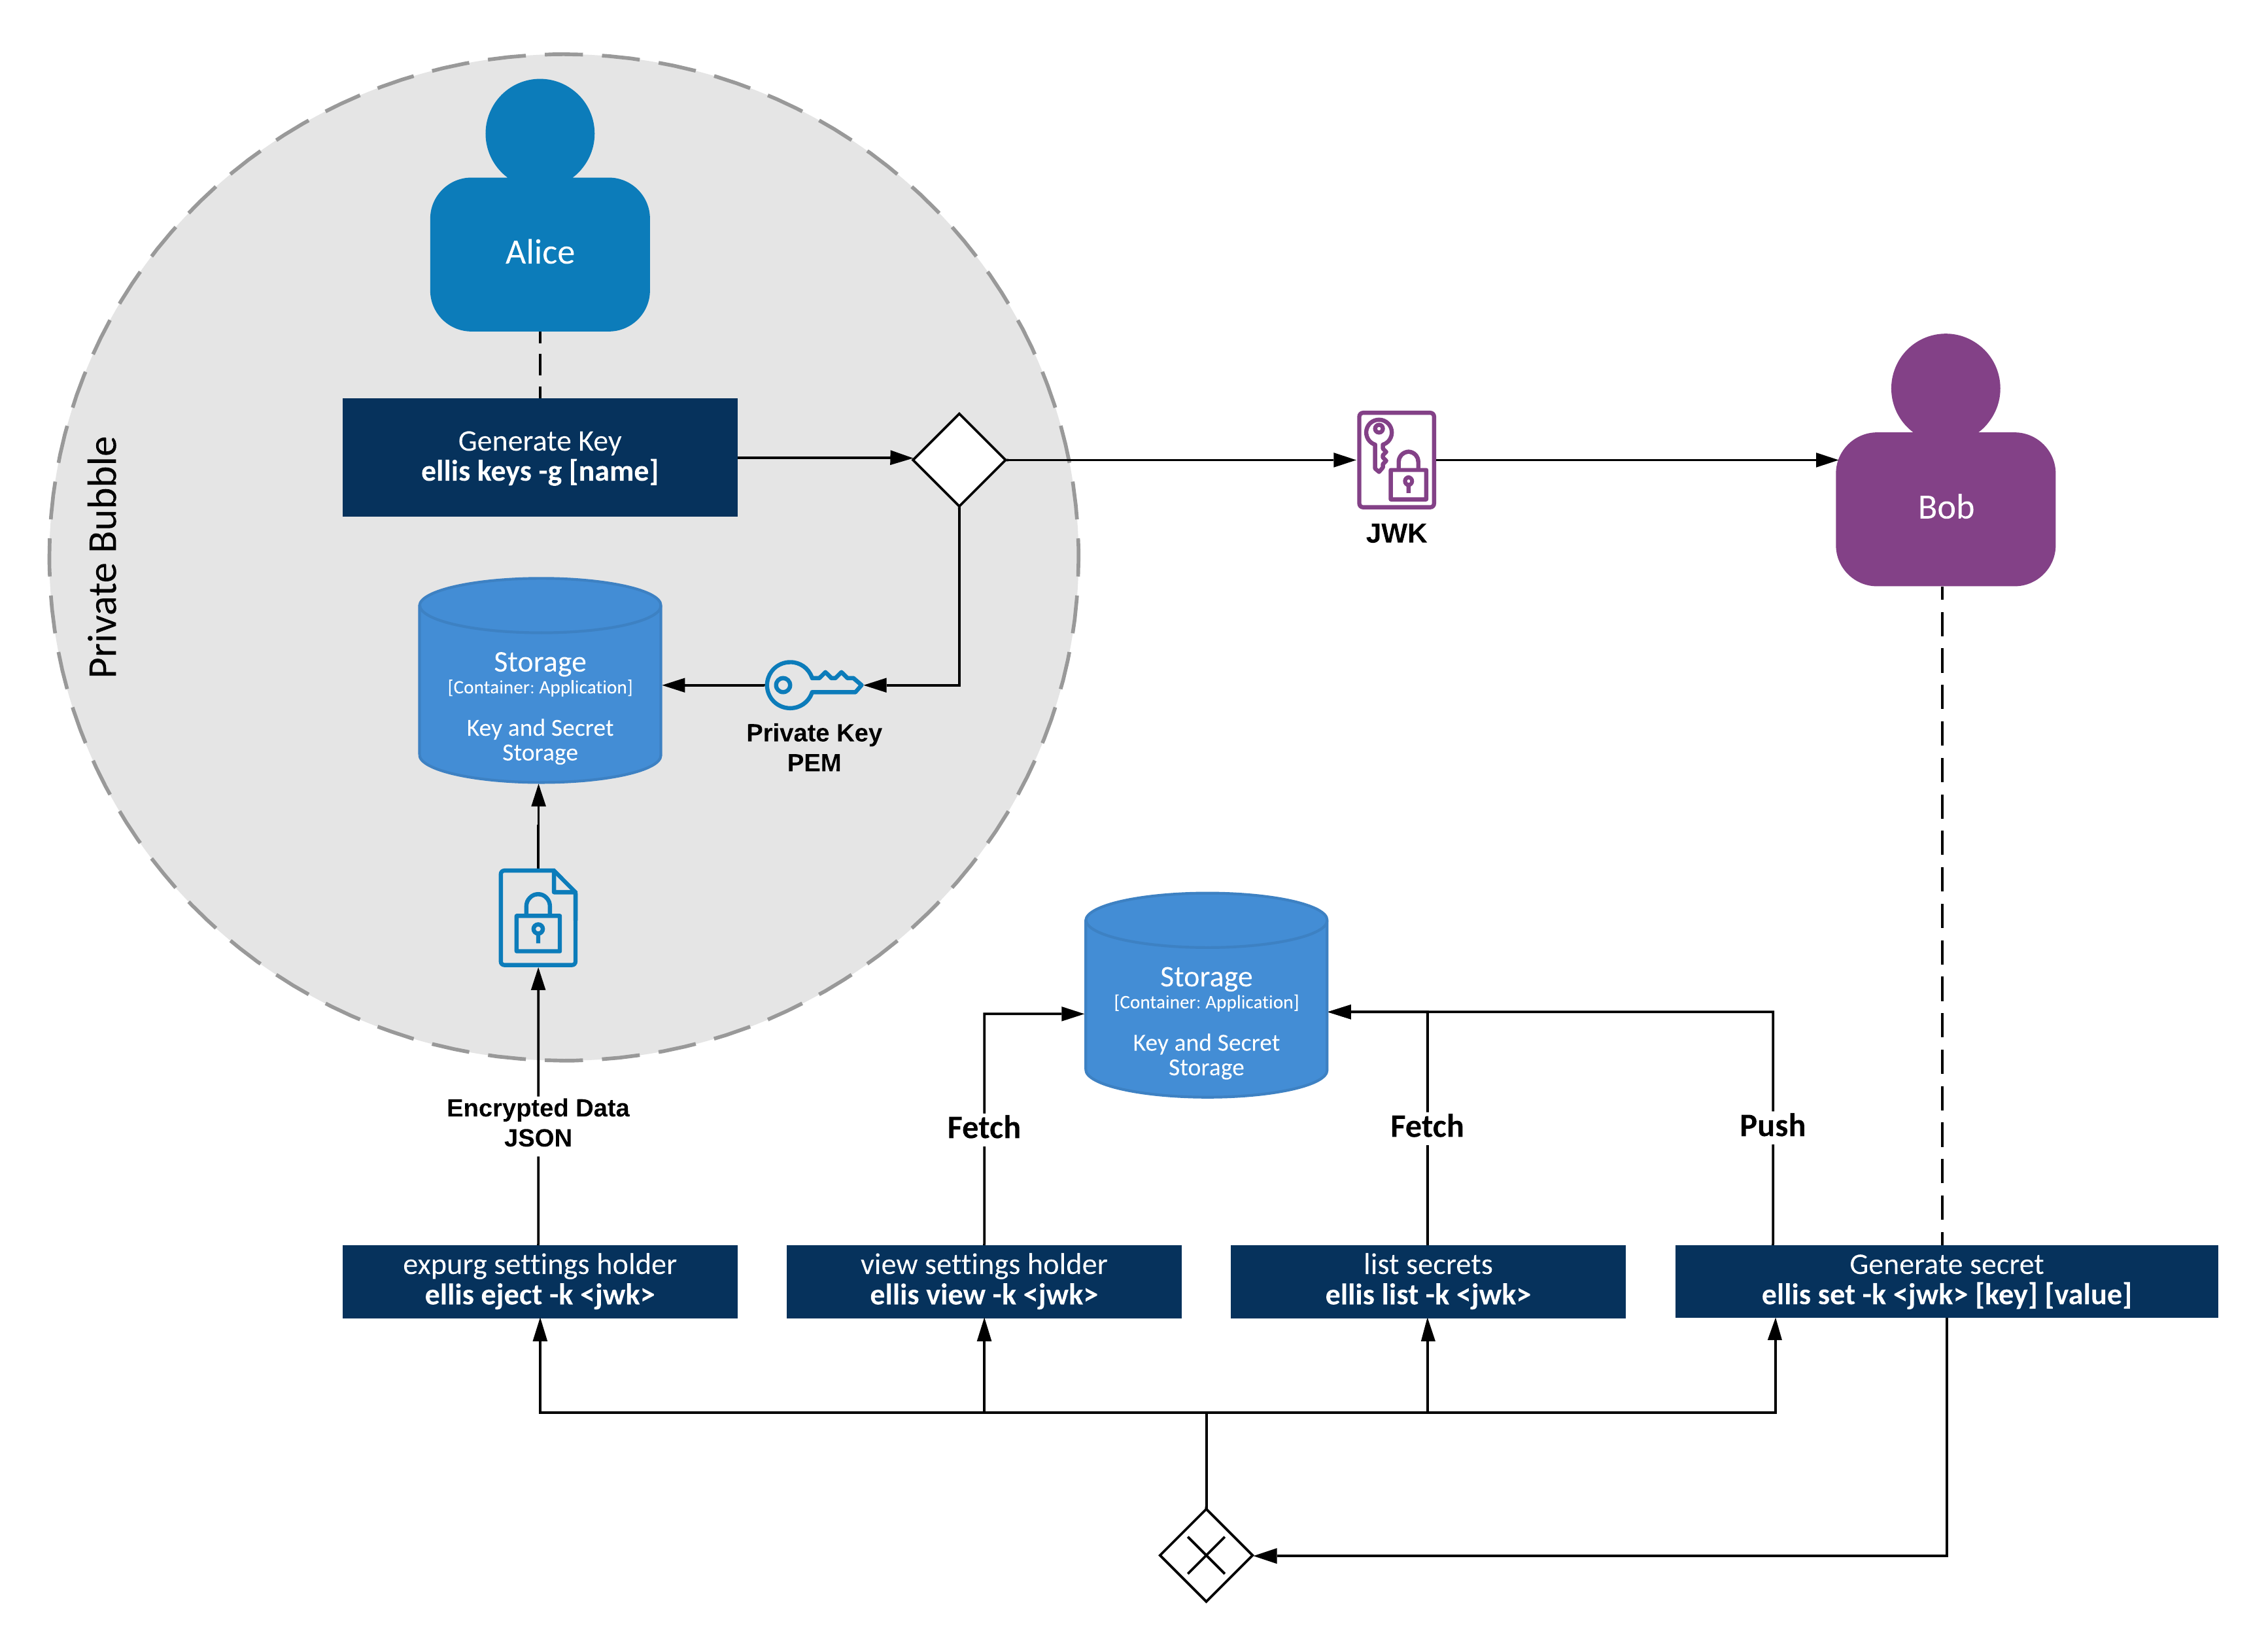 Alice
Private Bubble
Generate Key
ellis keys -g [name]
JWK
Bob
Storage
[Container: Application]
Key and Secret
Storage
Private Key
PEM
Storage
[Container: Application]
Key and Secret
Storage
Encrypted Data
JSON
Fetch
Fetch
Push
expurg settings holder
ellis eject -k <jwk>
view settings holder
ellis view -k <jwk>
list secrets
ellis list -k <jwk>
Generate secret
ellis set -k <jwk> [key] [value]